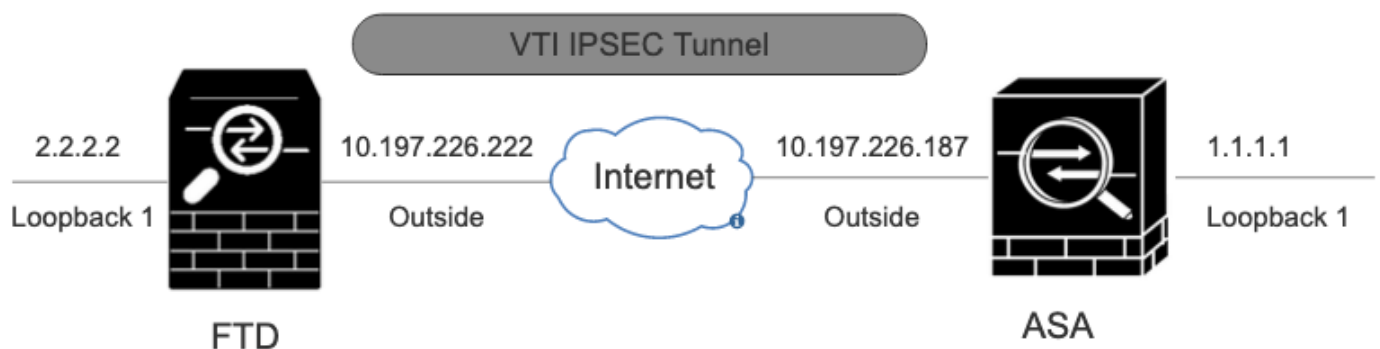 VTI IPSEC Tunnel
2.2.2.2
10.197.226.222
Internet
10.197.226.187
1.1.1.1
Loopback 1
Outside
Outside
Loopback 1
FTD
ASA